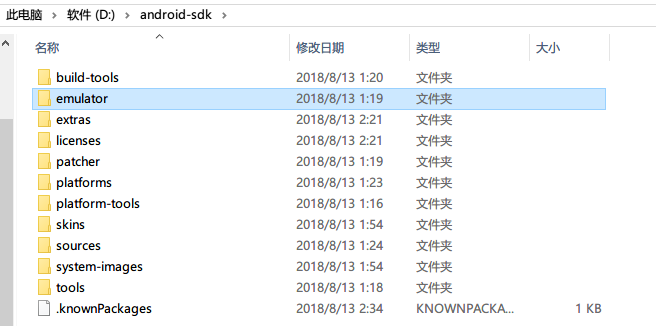 此电脑 > 软件 (D:) > android-sdk
名称 修改日期 类型 大小
build-tools 2018/8/13 1:20 文件夹
emulator 2018/8/13 1:19 文件夹
extras 2018/8/13 2:21 文件夹
licenses 2018/8/13 2:21 文件夹
patcher 2018/8/13 1:19 文件夹
platforms 2018/8/13 1:23 文件夹
platform-tools 2018/8/13 1:16 文件夹
skins 2018/8/13 1:54 文件夹
sources 2018/8/13 1:24 文件夹
system-images 2018/8/13 1:54 文件夹
tools 2018/8/13 1:18 文件夹
.knownPackages 2018/8/13 2:34 KNOWNPACKA... 1 KB